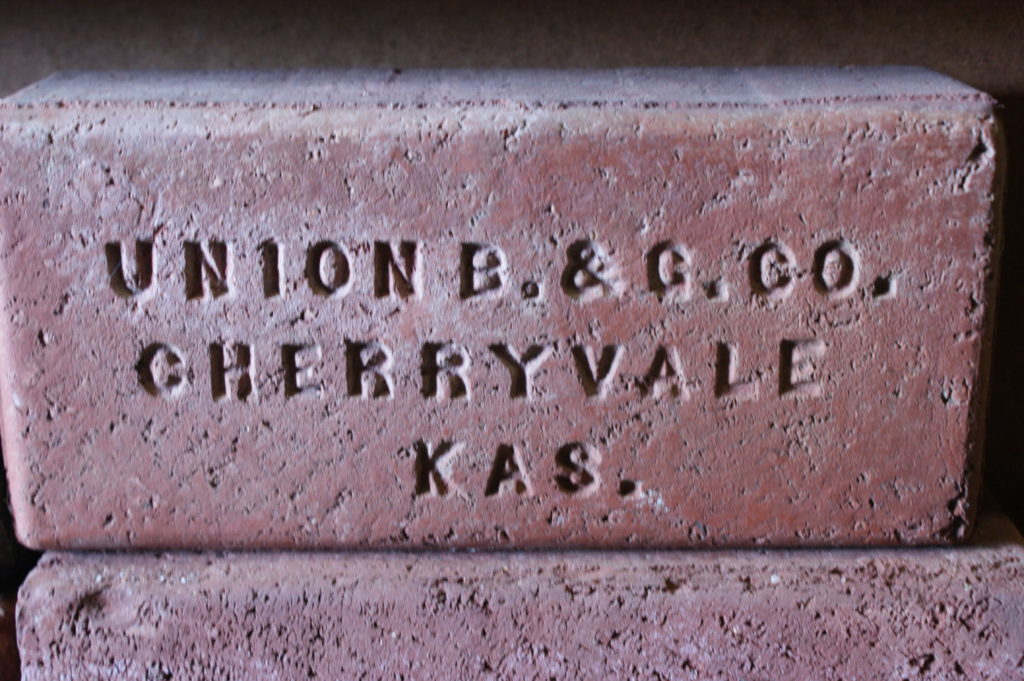 UNION B. & C. CO.
CHERRYVALE
KAS.